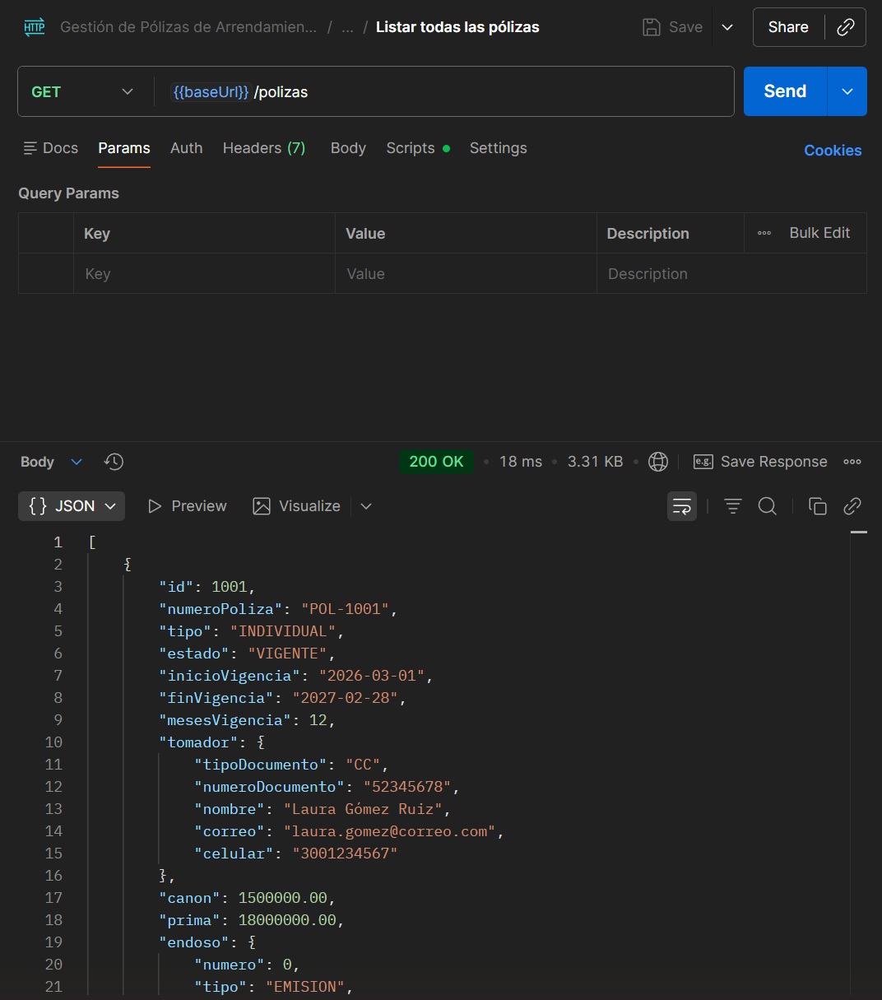 HTTP Gestión de Pólizas de Arrendamien... / ... / Listar todas las pólizas Save Share
GET {{baseUrl}} /polizas Send
Docs Params Auth Headers (7) Body Scripts Settings Cookies
Query Params
Key Value Description Bulk Edit
Key Value Description
Body 200 OK • 18 ms • 3.31 KB • e.g. Save Response
{} JSON Preview Visualize
1 [
2 {
3 "id": 1001,
4 "numeroPoliza": "POL-1001",
5 "tipo": "INDIVIDUAL",
6 "estado": "VIGENTE",
7 "inicioVigencia": "2026-03-01",
8 "finVigencia": "2027-02-28",
9 "mesesVigencia": 12,
10 "tomador": {
11 "tipoDocumento": "CC",
12 "numeroDocumento": "52345678",
13 "nombre": "Laura Gómez Ruiz",
14 "correo": "laura.gomez@correo.com",
15 "celular": "3001234567"
16 },
17 "canon": 1500000.00,
18 "prima": 18000000.00,
19 "endoso": {
20 "numero": 0,
21 "tipo": "EMISION",